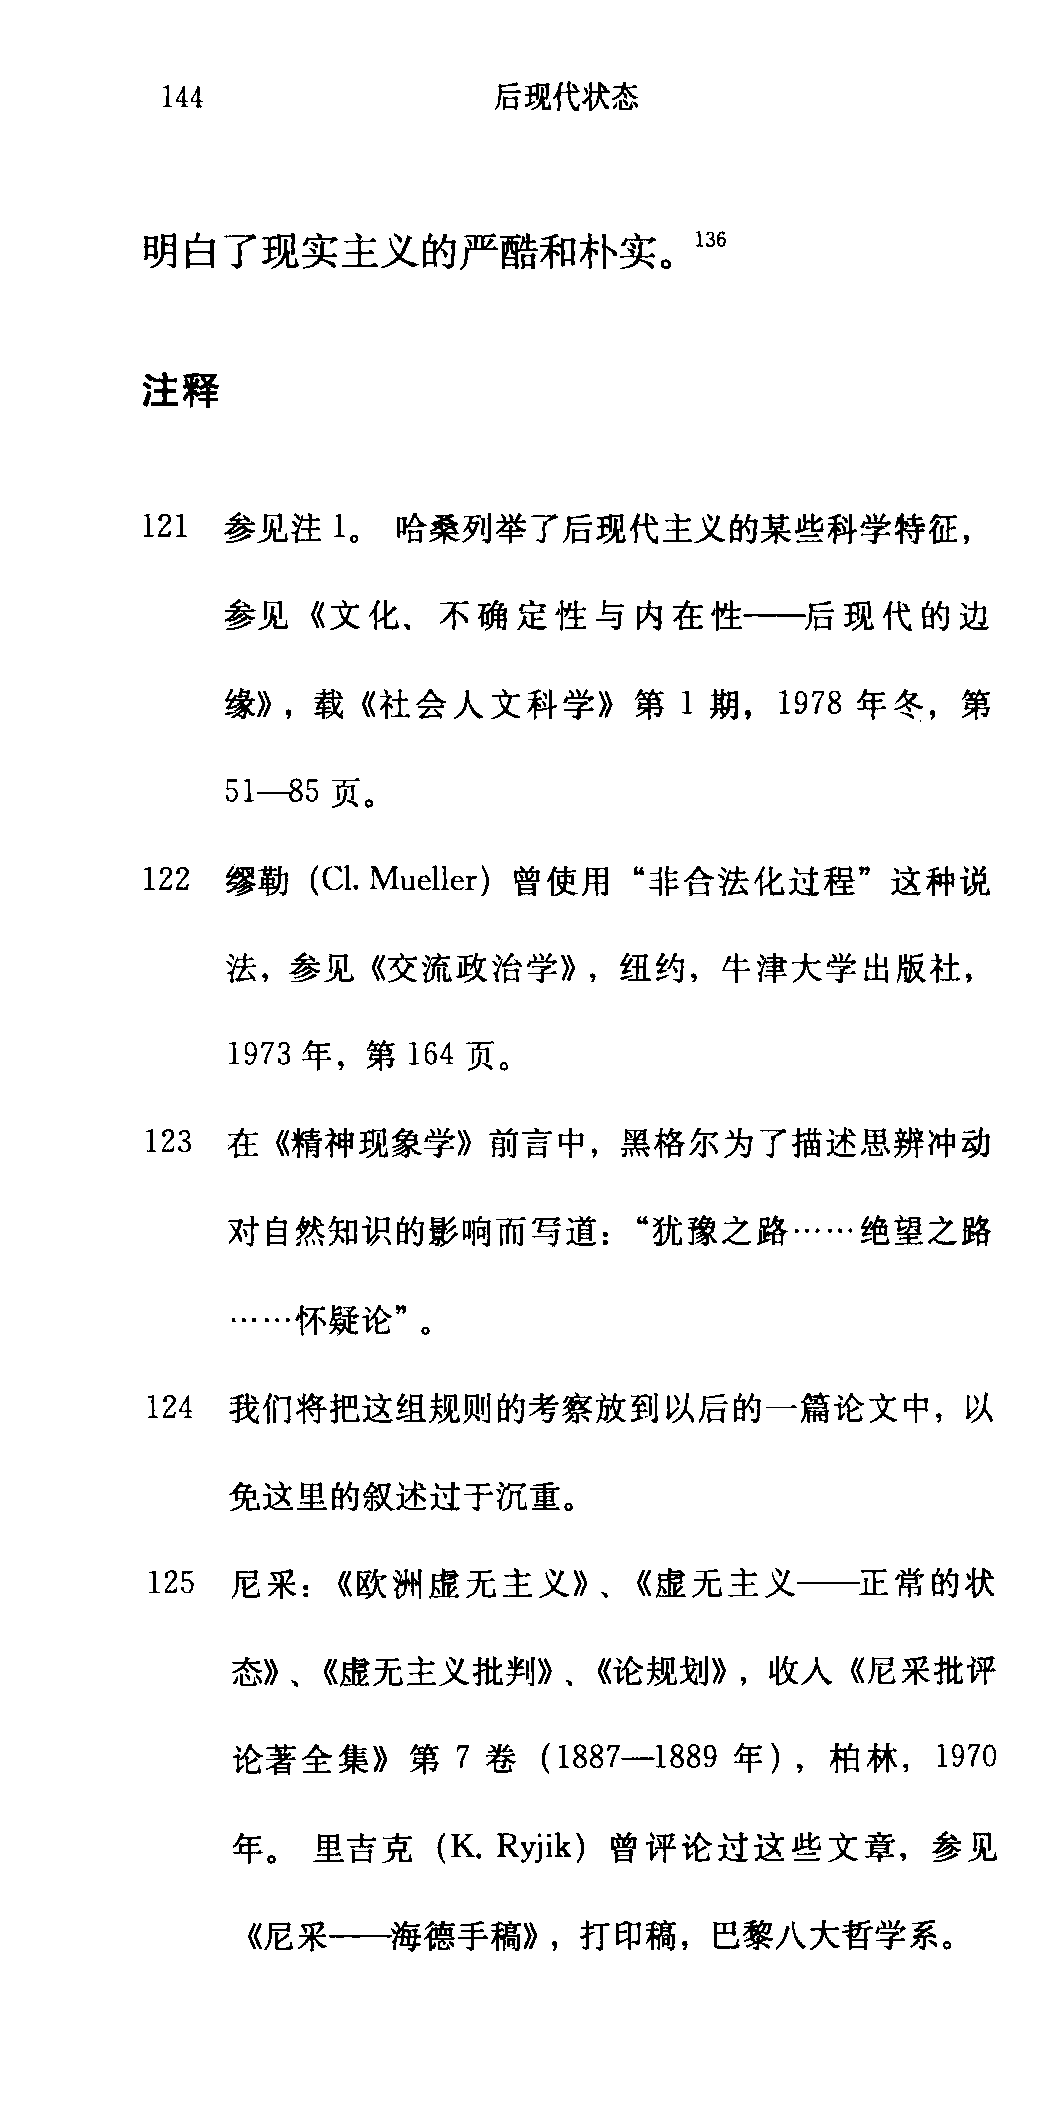 144 后现代状态
明白了现实主义的严酷和朴实。136
注释
121 参见注 1。 哈桑列举了后现代主义的某些科学特征，
参见《文化、不确定性与内在性——后现代的边
缘》，载《社会人文科学》第 1 期，1978 年冬，第
51—85 页。
122 缪勒（Cl. Mueller）曾使用“非合法化过程”这种说
法，参见《交流政治学》，纽约，牛津大学出版社，
1973 年，第 164 页。
123 在《精神现象学》前言中，黑格尔为了描述思辨冲动
对自然知识的影响而写道：“犹豫之路……绝望之路
……怀疑论”。
124 我们将把这组规则的考察放到以后的一篇论文中，以
免这里的叙述过于沉重。
125 尼采：《欧洲虚无主义》、《虚无主义——正常的状
态》、《虚无主义批判》、《论规划》，收人《尼采批评
论著全集》第 7 卷（1887—1889 年），柏林，1970
年。 里吉克（K. Ryjik）曾评论过这些文章，参见
《尼采——海德手稿》，打印稿，巴黎八大哲学系。